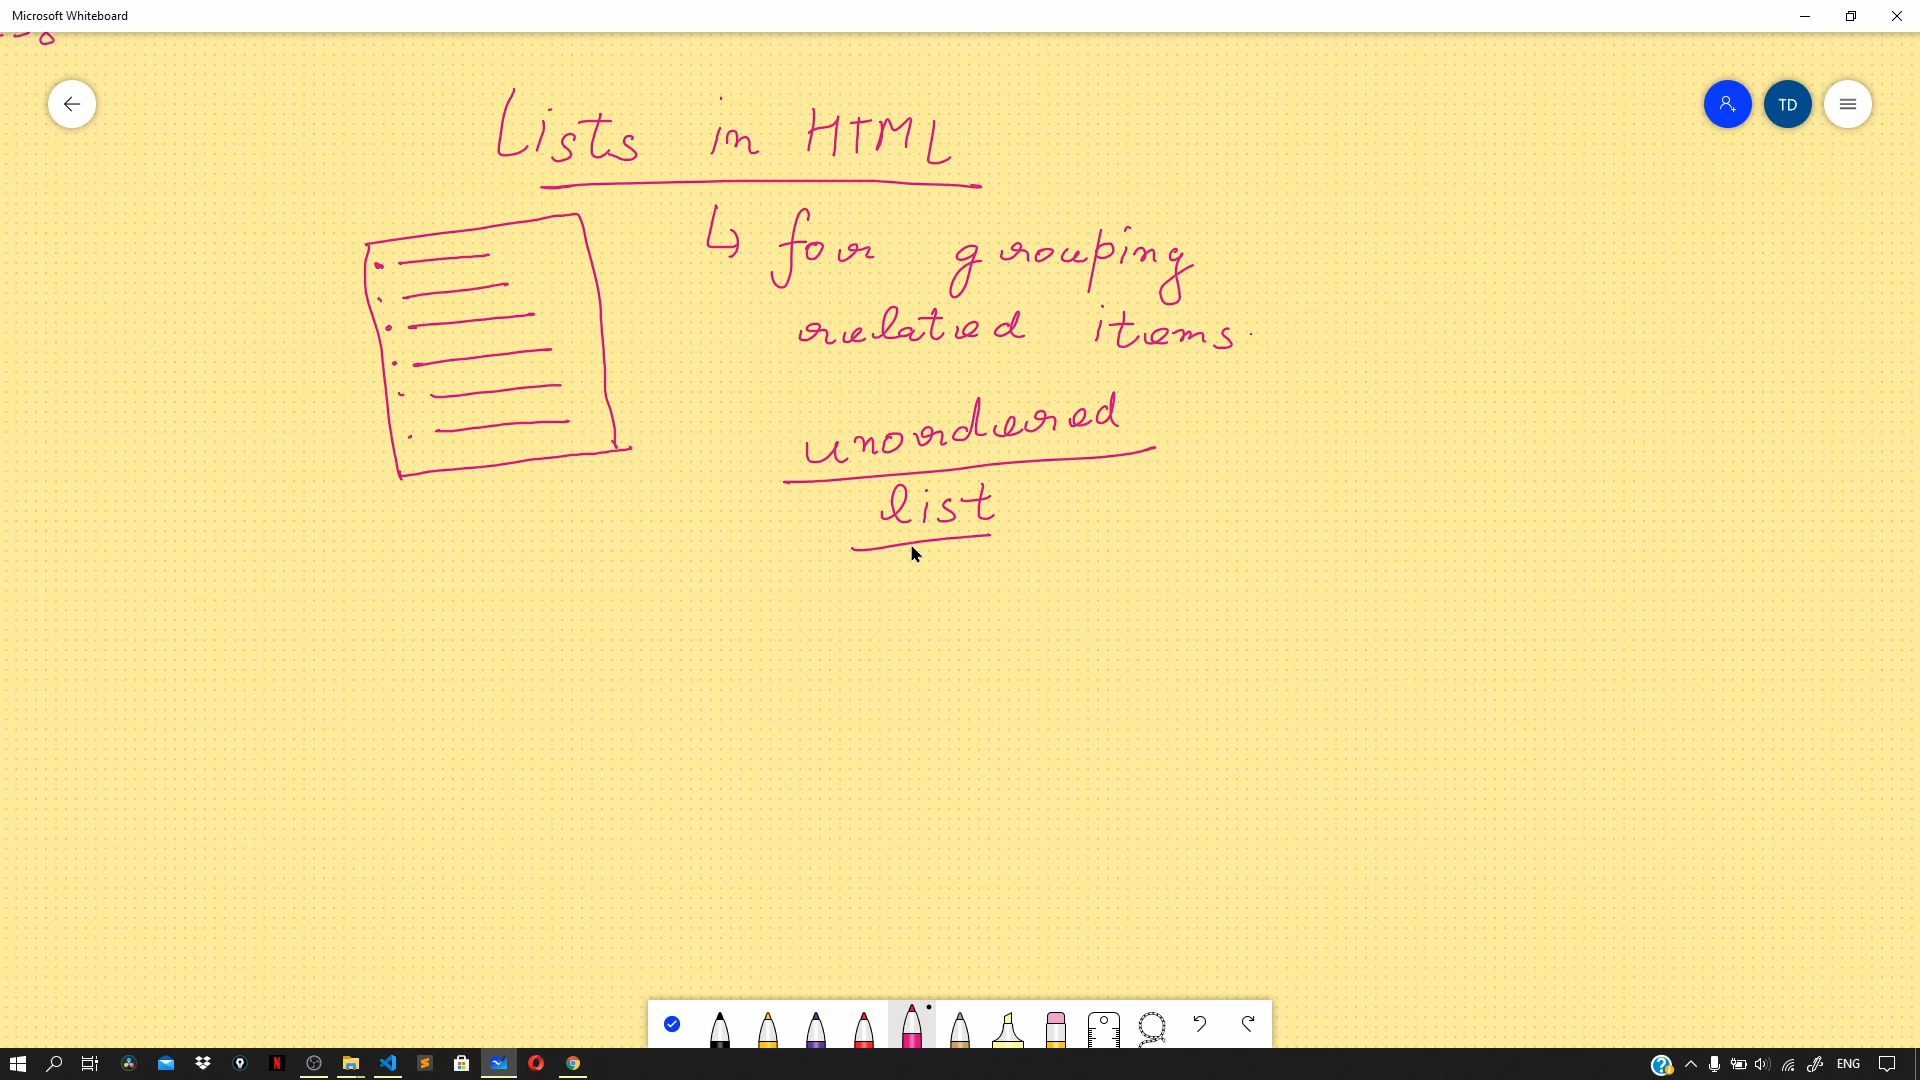 Microsoft Whiteboard
TD
Lists in HTML
↳ for grouping
related items.
unordered
list
ENG